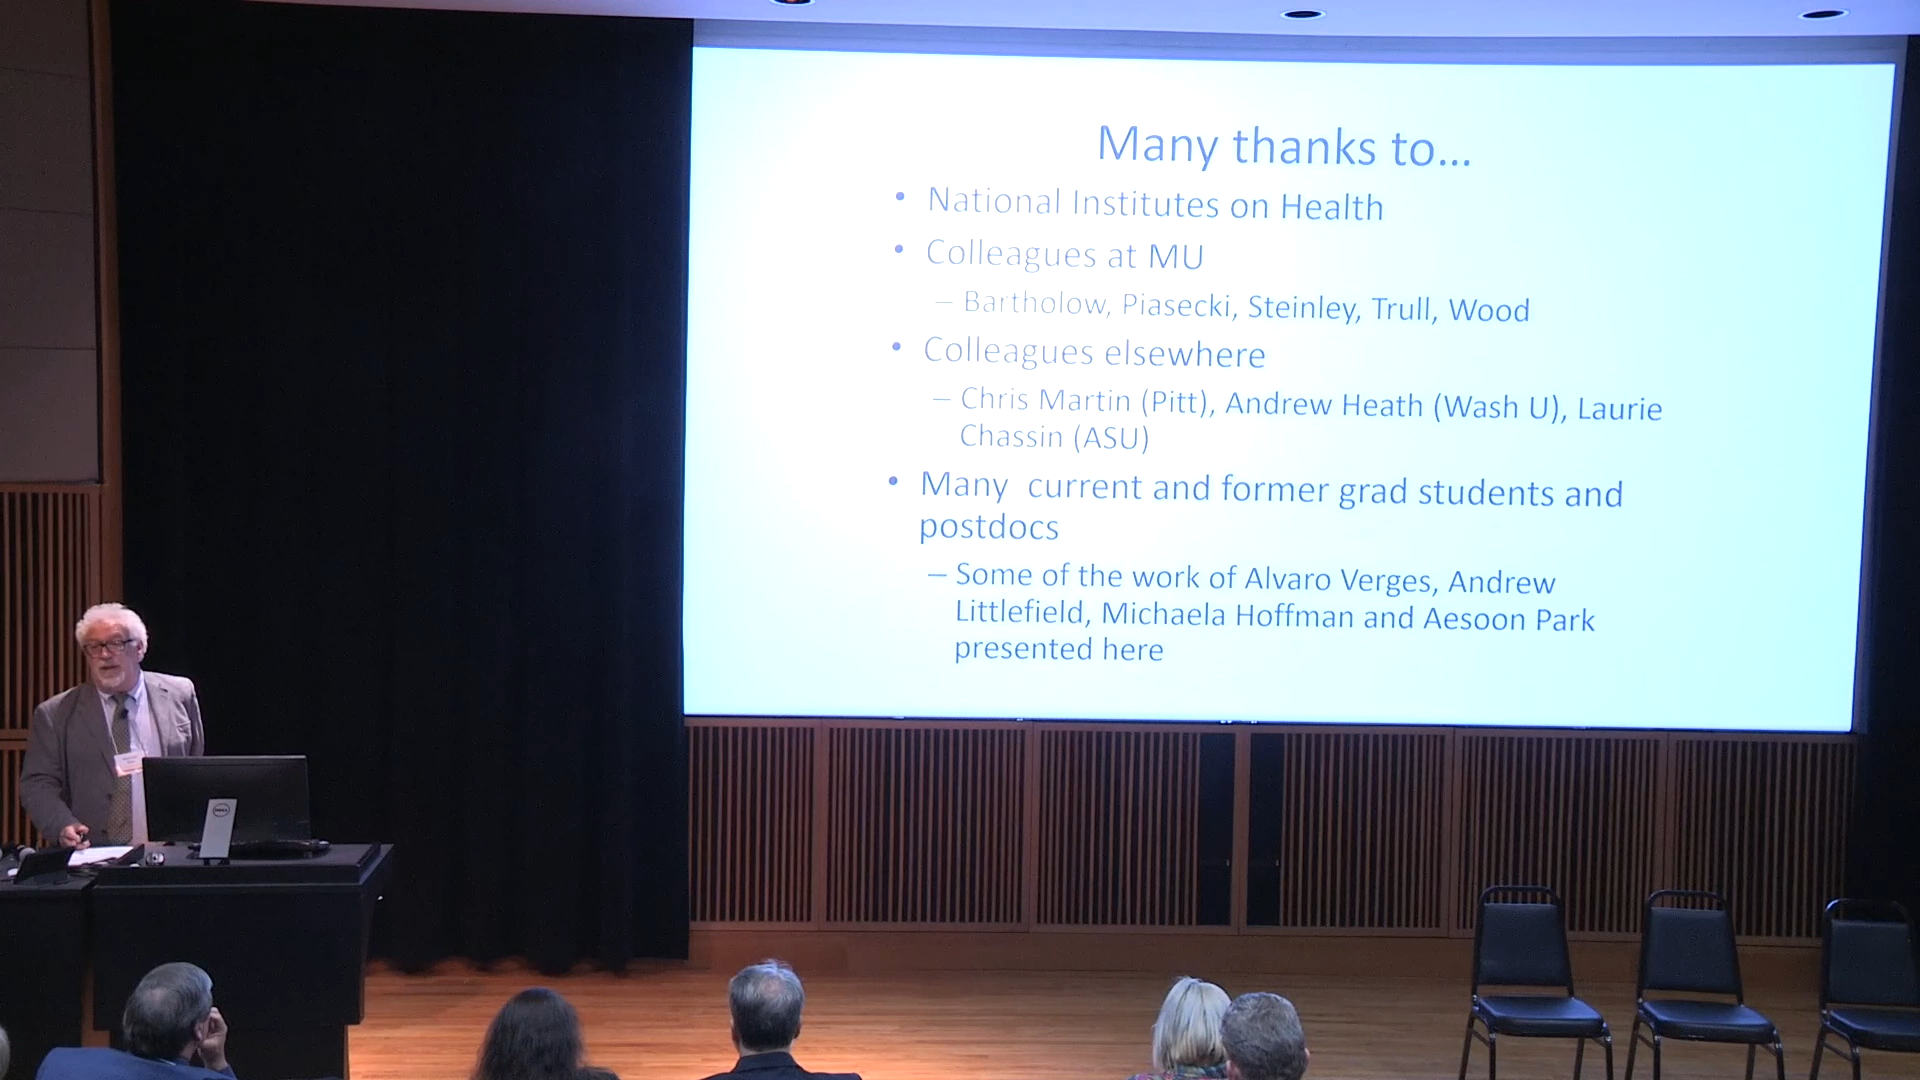 Many thanks to...
• National Institutes on Health
• Colleagues at MU
– Bartholow, Piasecki, Steinley, Trull, Wood
• Colleagues elsewhere
– Chris Martin (Pitt), Andrew Heath (Wash U), Laurie
Chassin (ASU)
• Many  current and former grad students and
postdocs
– Some of the work of Alvaro Verges, Andrew
Littlefield, Michaela Hoffman and Aesoon Park
presented here
DELL